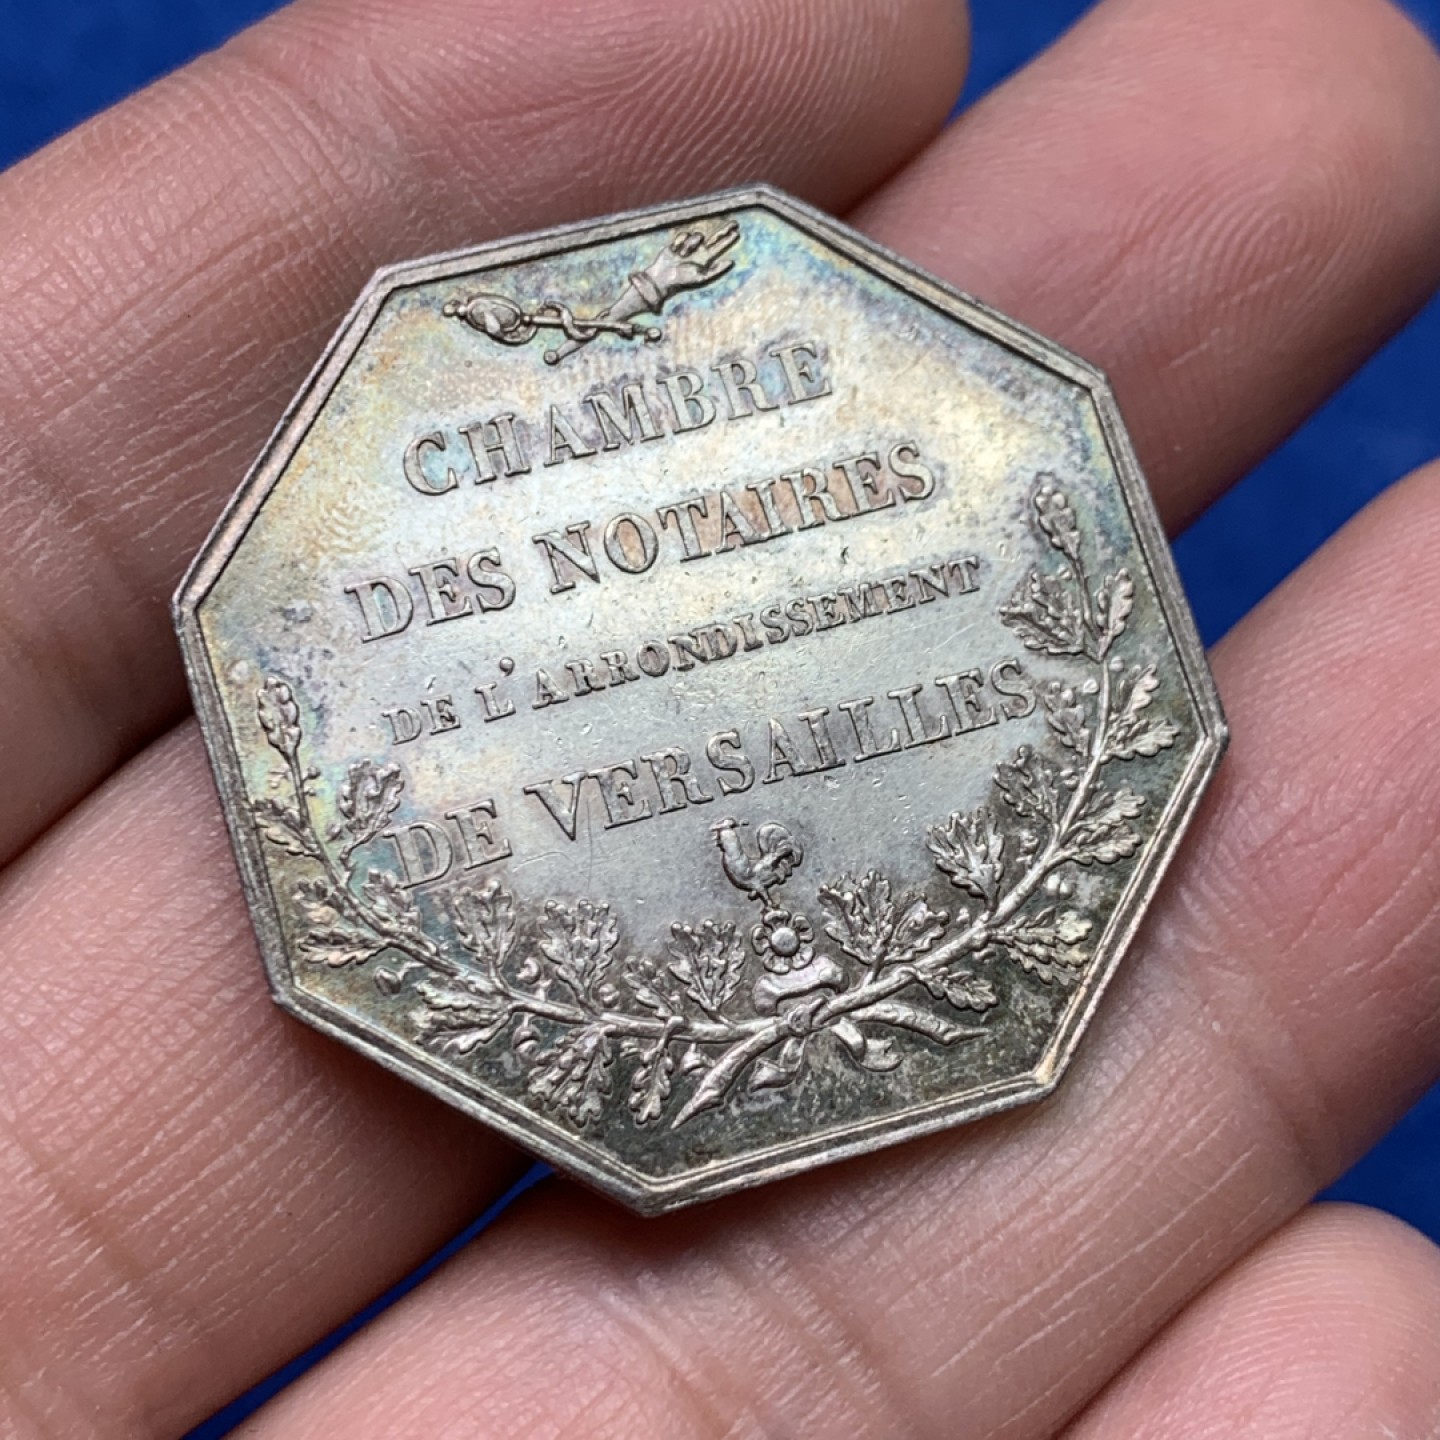 CHAMBRE
DES NOTAIRES
DE L'ARRONDISSEMENT
DE VERSAILLES